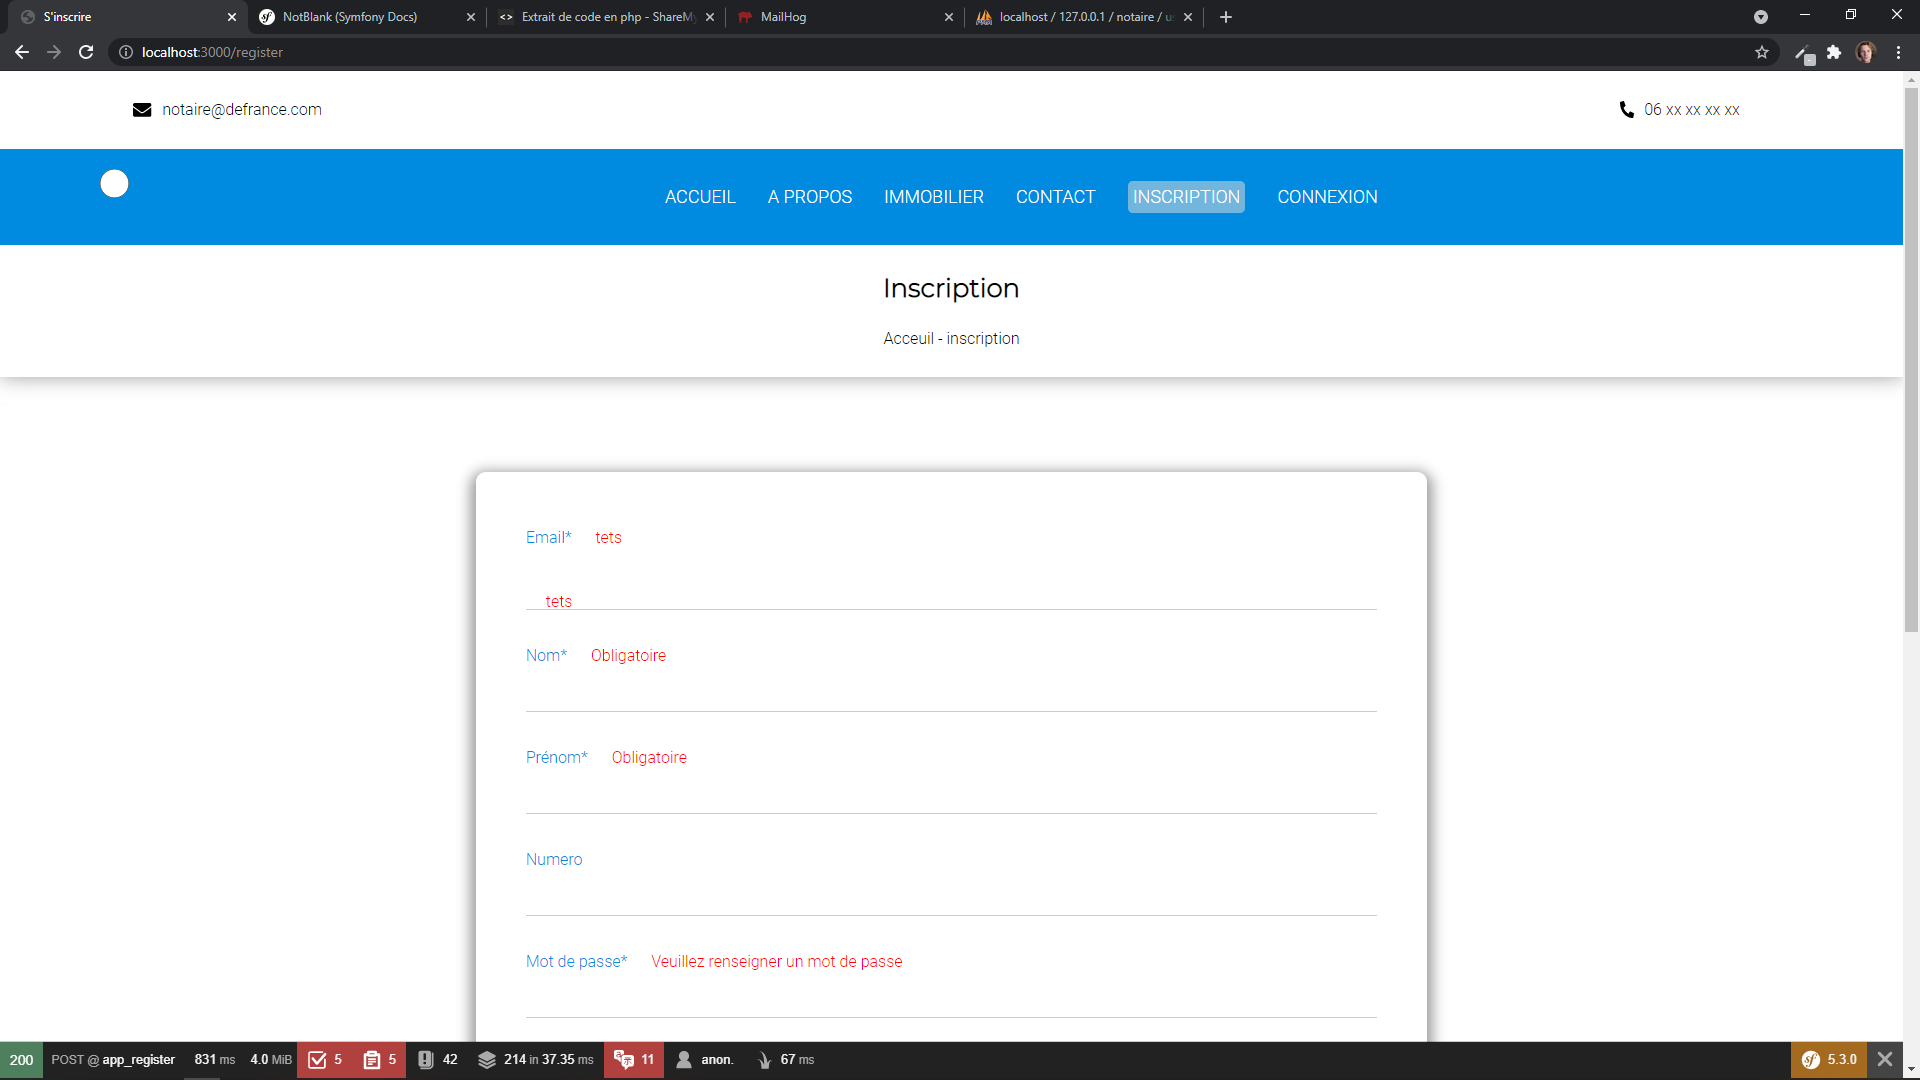 S'inscrire
NotBlank (Symfony Docs)
Extrait de code en php - ShareMy
MailHog
localhost / 127.0.0.1 / notaire / us
localhost:3000/register
notaire@defrance.com
06 xx xx xx xx
ACCUEIL
A PROPOS
IMMOBILIER
CONTACT
INSCRIPTION
CONNEXION
Inscription
Acceuil - inscription
Email* tets
tets
Nom* Obligatoire
Prénom* Obligatoire
Numero
Mot de passe* Veuillez renseigner un mot de passe
200 POST @ app_register 831 ms 4.0 MiB 5 5 42 214 in 37.35 ms 11 anon. 67 ms 5.3.0